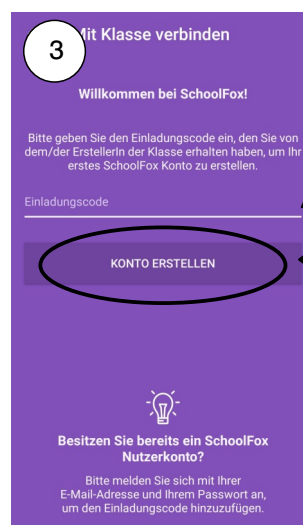 3
Mit Klasse verbinden
Willkommen bei SchoolFox!
Bitte geben Sie den Einladungscode ein, den Sie von
dem/der ErstellerIn der Klasse erhalten haben, um Ihr
erstes SchoolFox Konto zu erstellen.
Einladungscode
KONTO ERSTELLEN
Besitzen Sie bereits ein SchoolFox
Nutzerkonto?
Bitte melden Sie sich mit Ihrer
E-Mail-Adresse und Ihrem Passwort an,
um den Einladungscode hinzuzufügen.